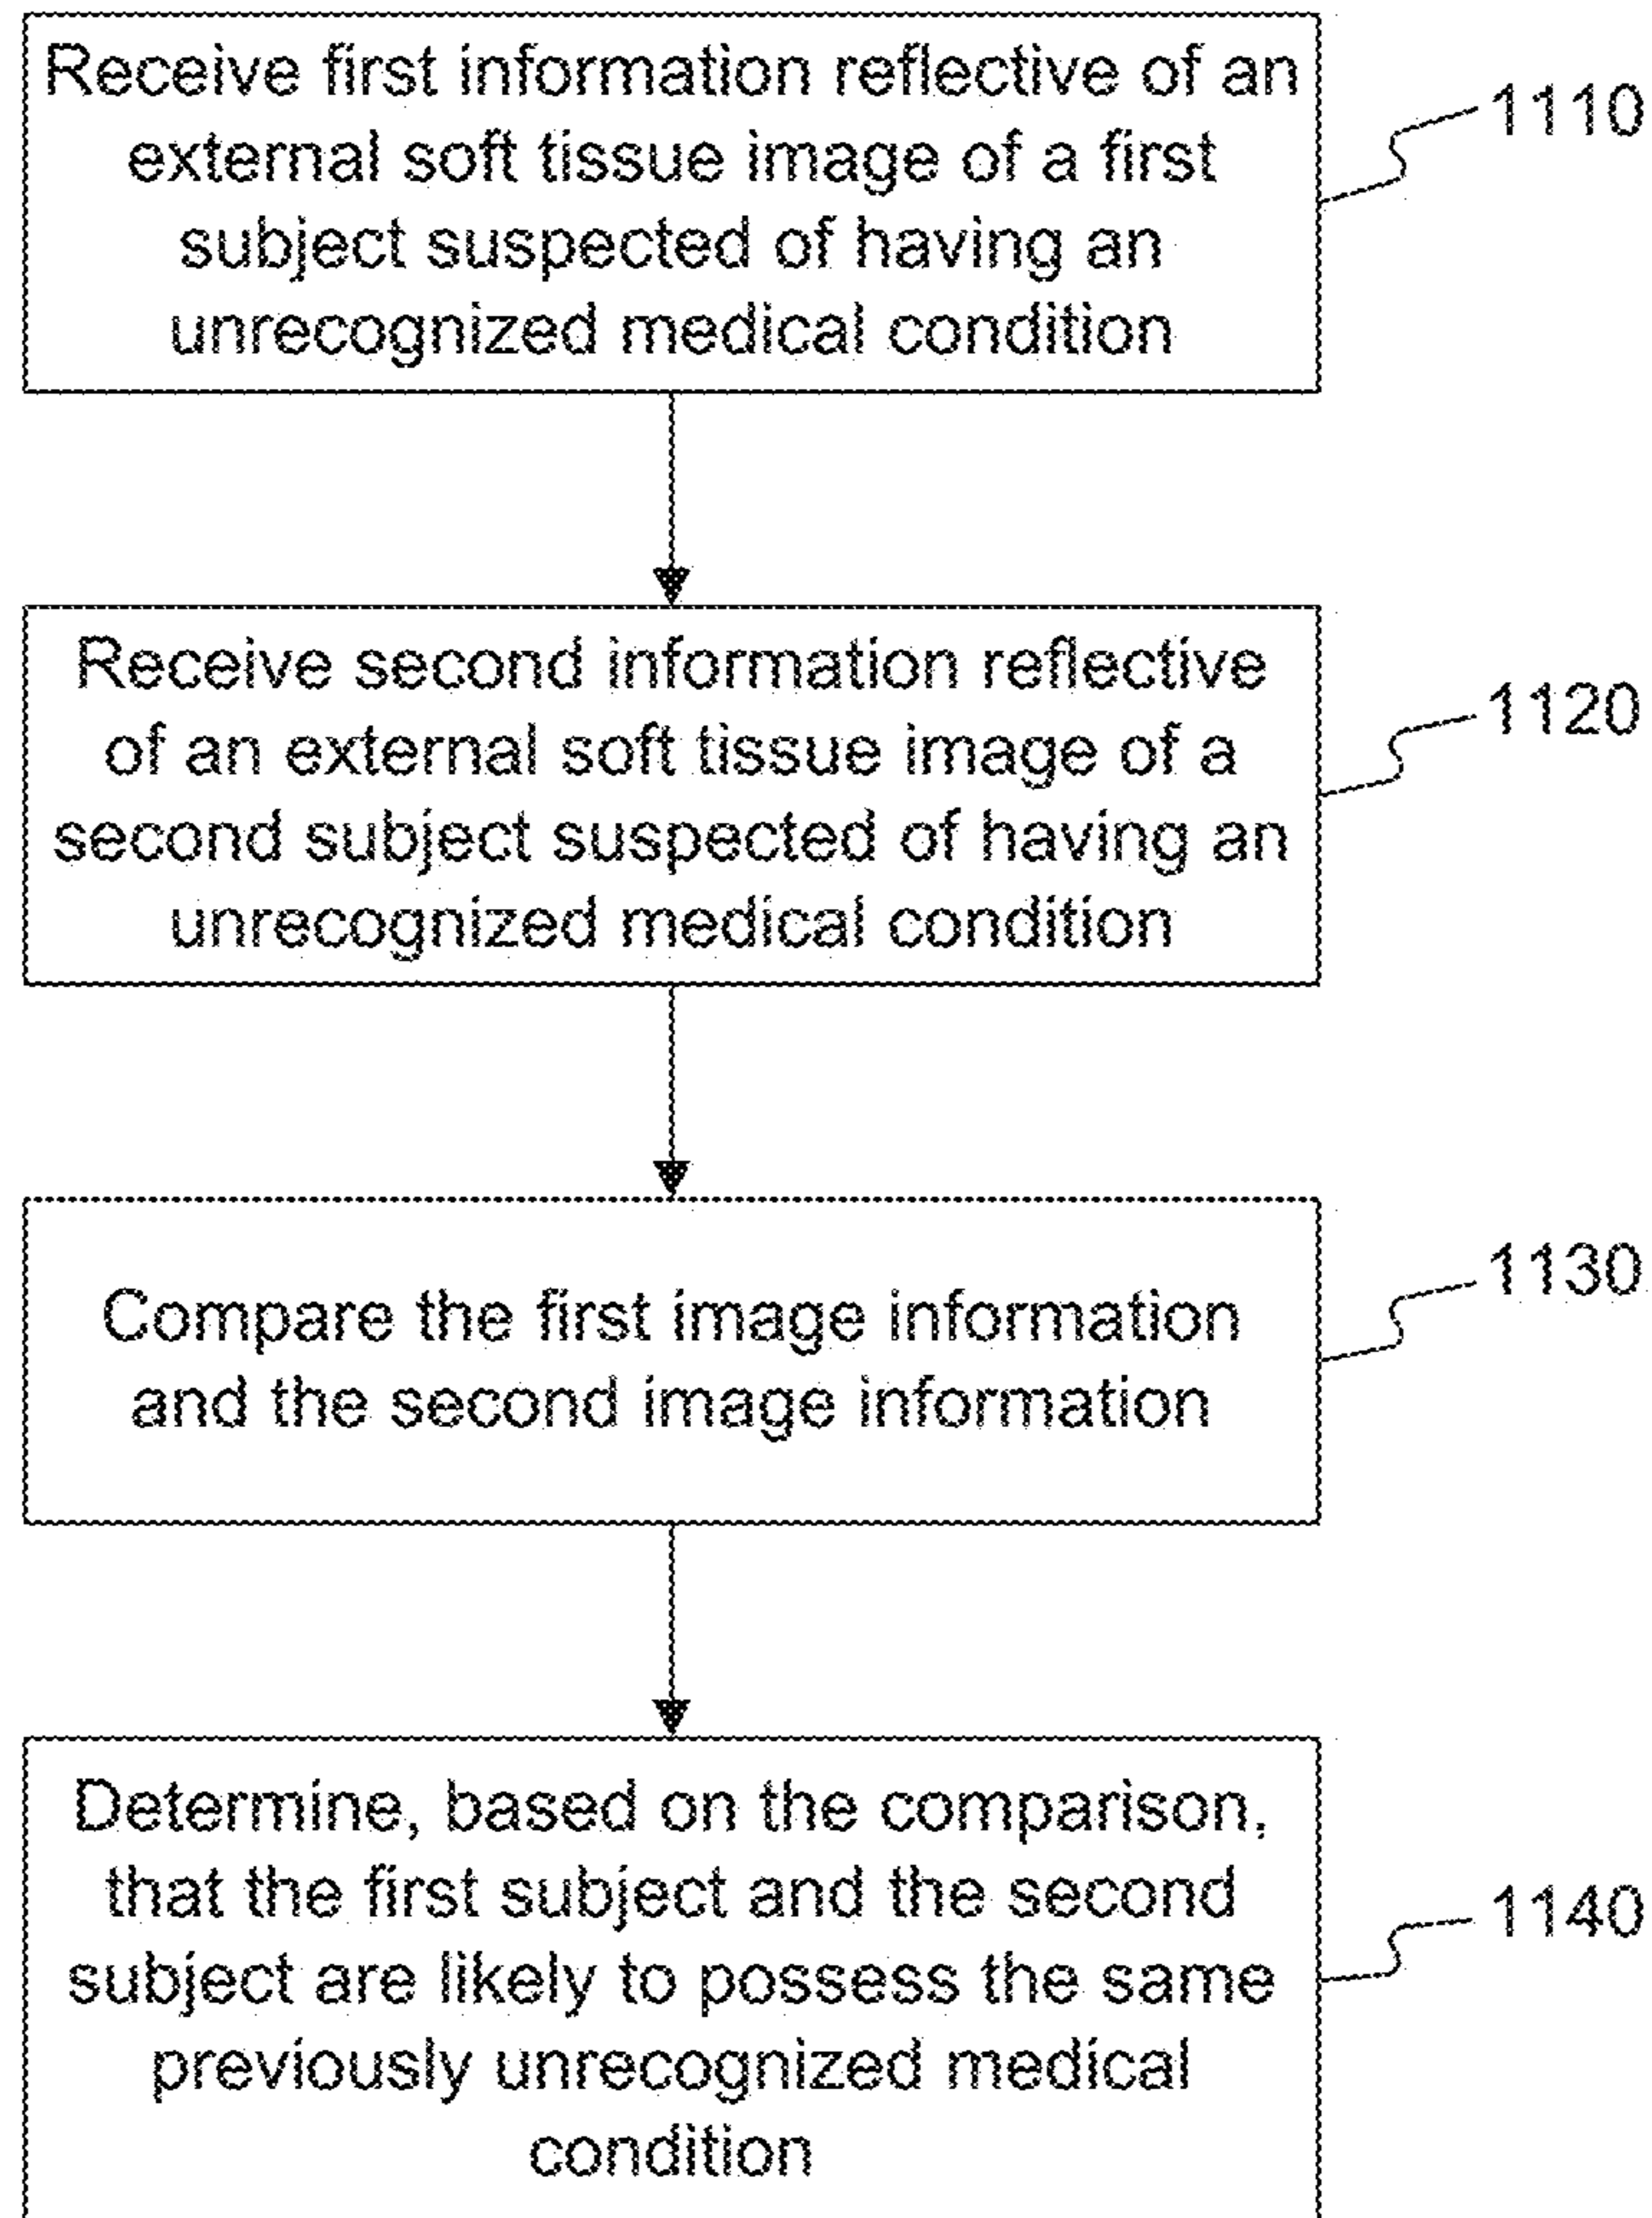 Receive first information reflective of an
external soft tissue image of a first
subject suspected of having an
unrecognized medical condition
1110
Receive second information reflective
of an external soft tissue image of a
second subject suspected of having an
unrecognized medical condition
1120
Compare the first image information
and the second image information
1130
Determine, based on the comparison,
that the first subject and the second
subject are likely to possess the same
previously unrecognized medical
condition
1140